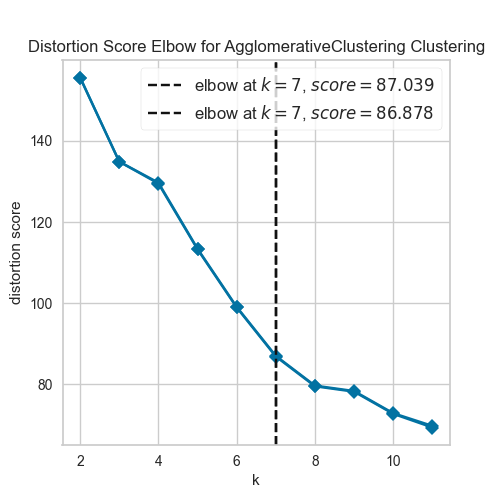 Distortion Score Elbow for AgglomerativeClustering Clustering
elbow at k = 7, score = 87.039
elbow at k = 7, score = 86.878
140
120
100
80
distortion score
2 4 6 8 10
k